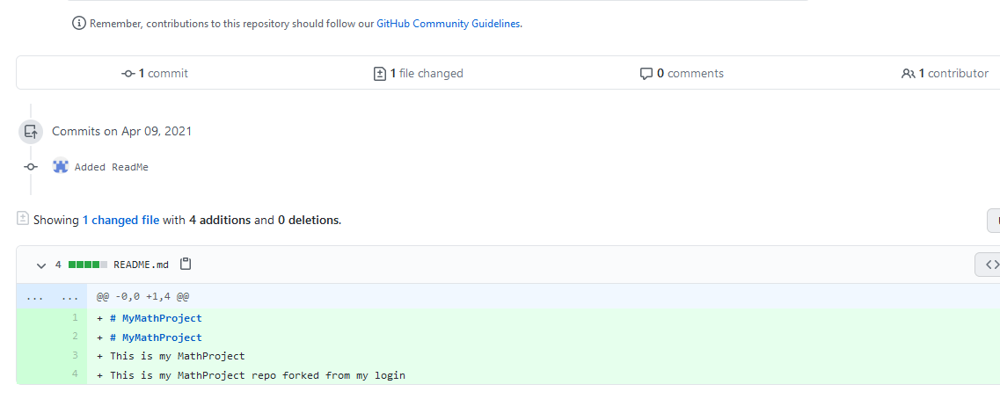 Remember, contributions to this repository should follow our GitHub Community Guidelines.
1 commit 1 file changed 0 comments 1 contributor
Commits on Apr 09, 2021
Added ReadMe
Showing 1 changed file with 4 additions and 0 deletions.
4 README.md
... ... @@ -0,0 +1,4 @@
1 + # MyMathProject
2 + # MyMathProject
3 + This is my MathProject
4 + This is my MathProject repo forked from my login